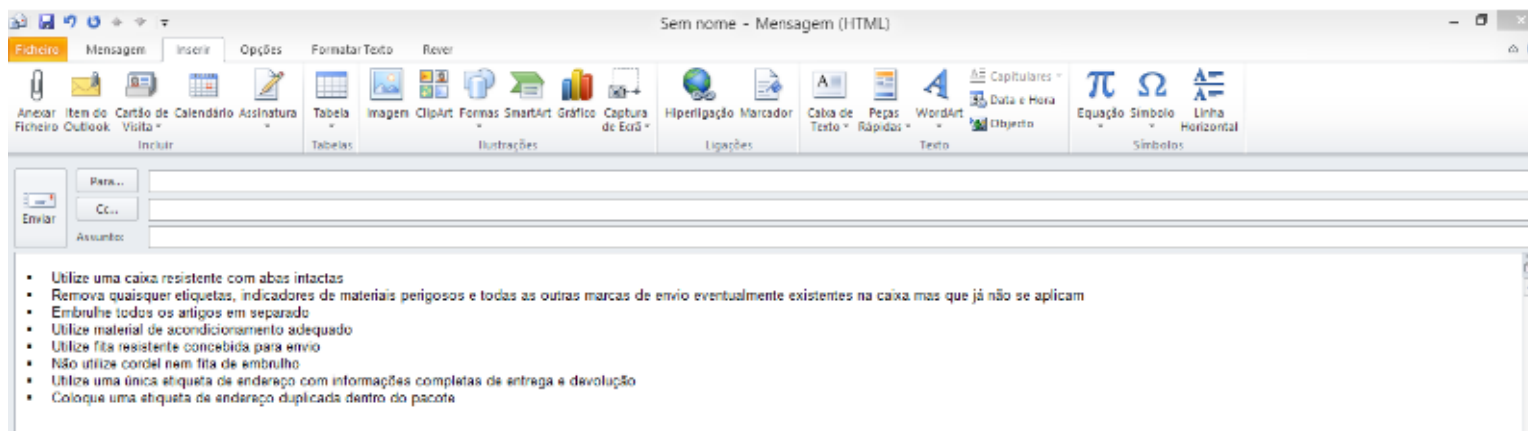 Sem nome - Mensagem (HTML)
Ficheiro Mensagem Inserir Opções Formatar Texto Rever
Anexar Ficheiro Item do Outlook Cartão de Visita Calendário Assinatura Tabela Imagem ClipArt Formas SmartArt Gráfico Captura de Ecrã Hiperligação Marcador Caixa de Texto Peças Rápidas WordArt Capitulares Data e Hora Objecto Equação Símbolo Linha Horizontal
Incluir Tabelas Ilustrações Ligações Texto Símbolos
Para...
Cc...
Enviar
Assunto:
▪ Utilize uma caixa resistente com abas intactas
▪ Remova quaisquer etiquetas, indicadores de materiais perigosos e todas as outras marcas de envio eventualmente existentes na caixa mas que já não se aplicam
▪ Embrulhe todos os artigos em separado
▪ Utilize material de acondicionamento adequado
▪ Utilize fita resistente concebida para envio
▪ Não utilize cordel nem fita de embrulho
▪ Utilize uma única etiqueta de endereço com informações completas de entrega e devolução
▪ Coloque uma etiqueta de endereço duplicada dentro do pacote